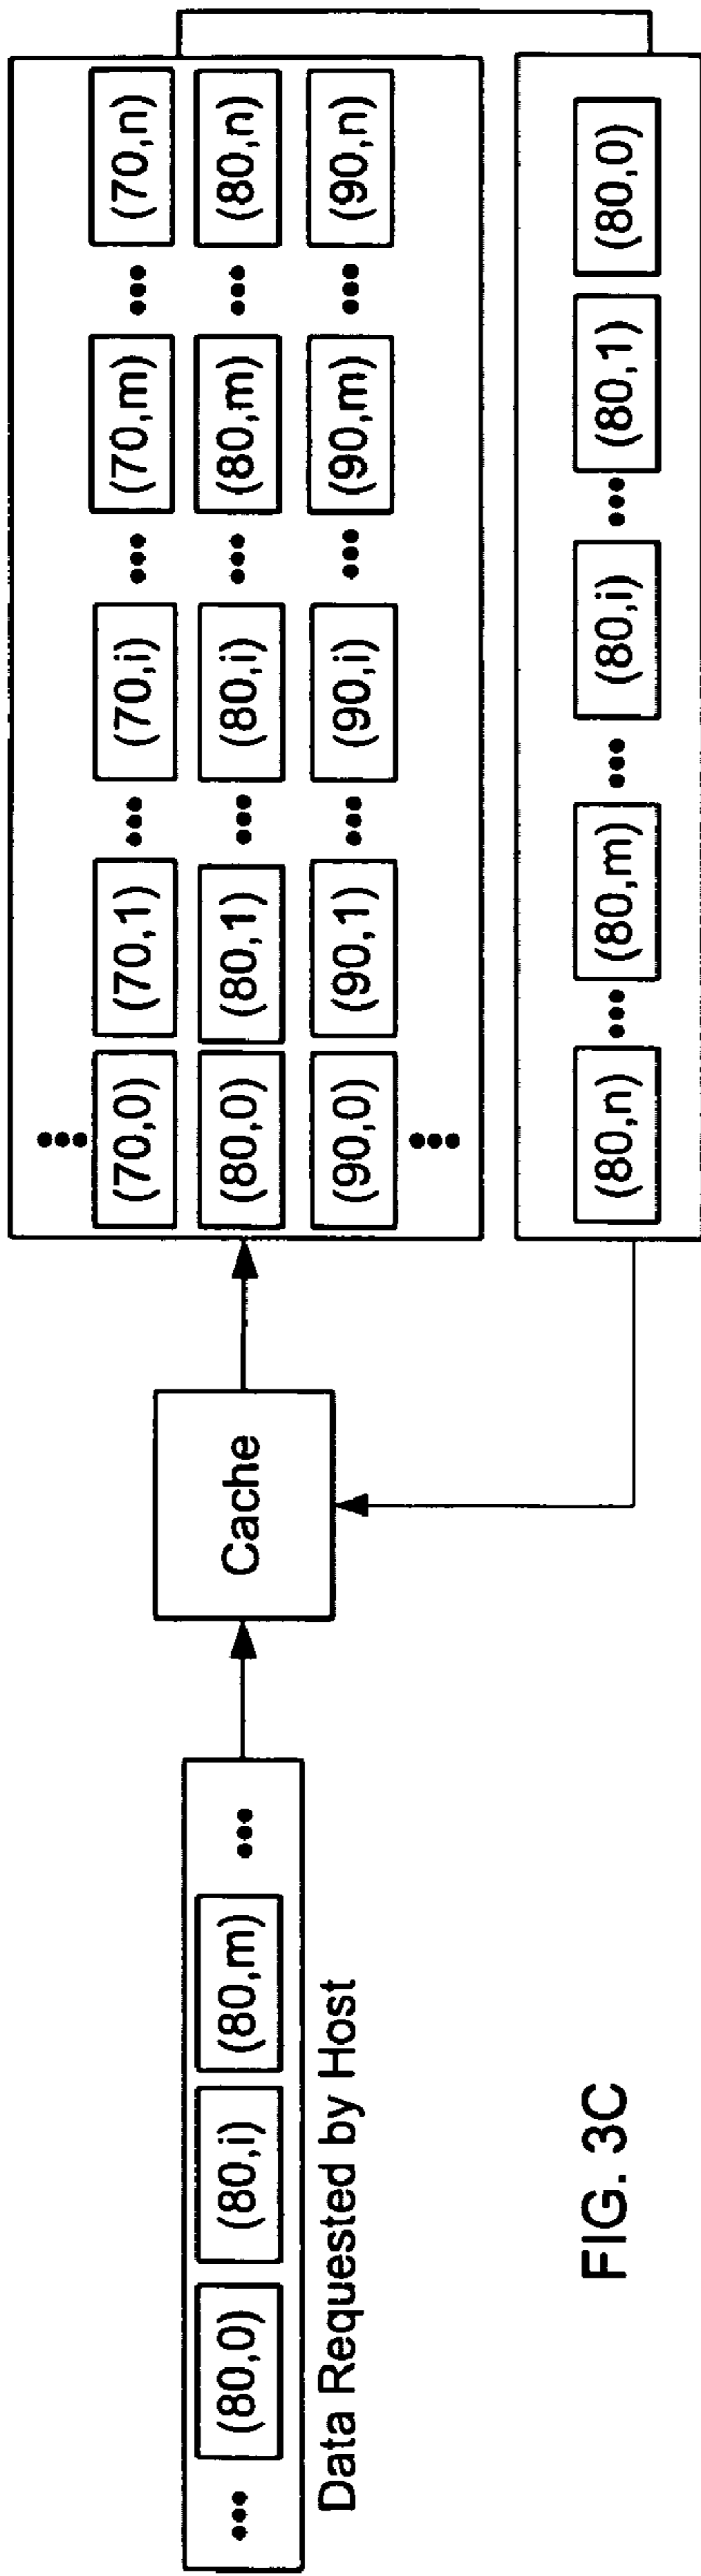 ••• (80,0) (80,i) (80,m) •••
Data Requested by Host
Cache
•••
(70,0) (70,1) ••• (70,i) ••• (70,m) ••• (70,n)
(80,0) (80,1) ••• (80,i) ••• (80,m) ••• (80,n)
(90,0) (90,1) ••• (90,i) ••• (90,m) ••• (90,n)
•••
(80,n) ••• (80,m) ••• (80,i) ••• (80,1) (80,0)
FIG. 3C